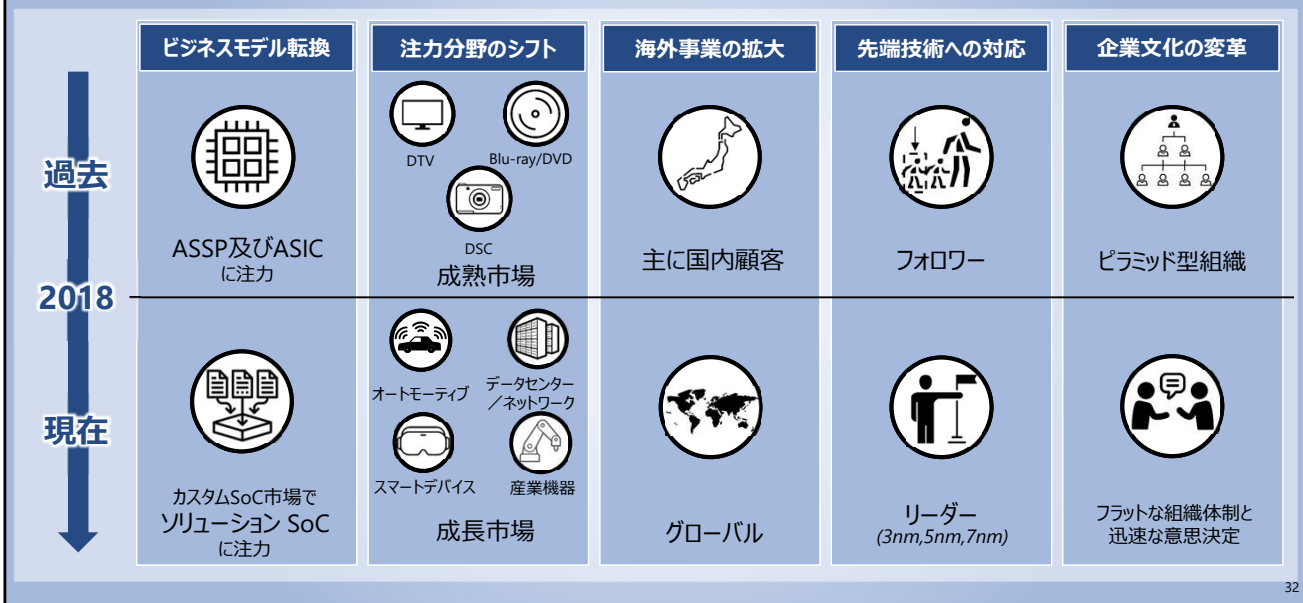 ビジネスモデル転換
注力分野のシフト
海外事業の拡大
先端技術への対応
企業文化の変革
過去
DTV
Blu-ray/DVD
DSC
ASSP及びASIC
に注力
成熟市場
主に国内顧客
フォロワー
ピラミッド型組織
2018
現在
オートモーティブ
データセンター
／ネットワーク
スマートデバイス
産業機器
カスタムSoC市場で
ソリューション SoC
に注力
成長市場
グローバル
リーダー
(3nm,5nm,7nm)
フラットな組織体制と
迅速な意思決定
32